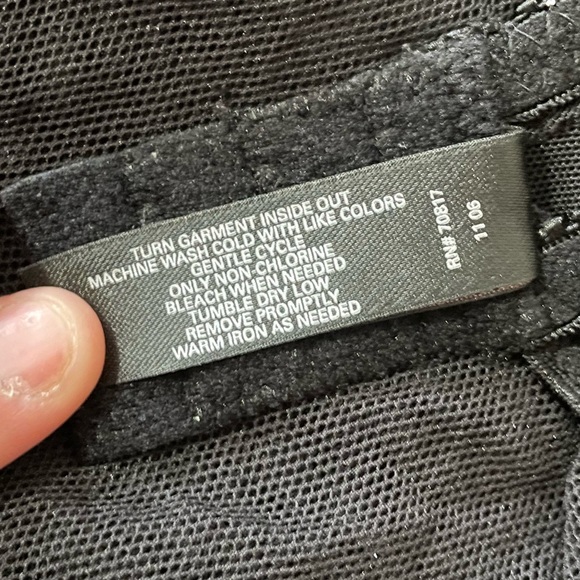 TURN GARMENT INSIDE OUT
MACHINE WASH COLD WITH LIKE COLORS
GENTLE CYCLE
ONLY NON-CHLORINE
BLEACH WHEN NEEDED
TUMBLE DRY LOW
REMOVE PROMPTLY
WARM IRON AS NEEDED
RN# 70817
11 06